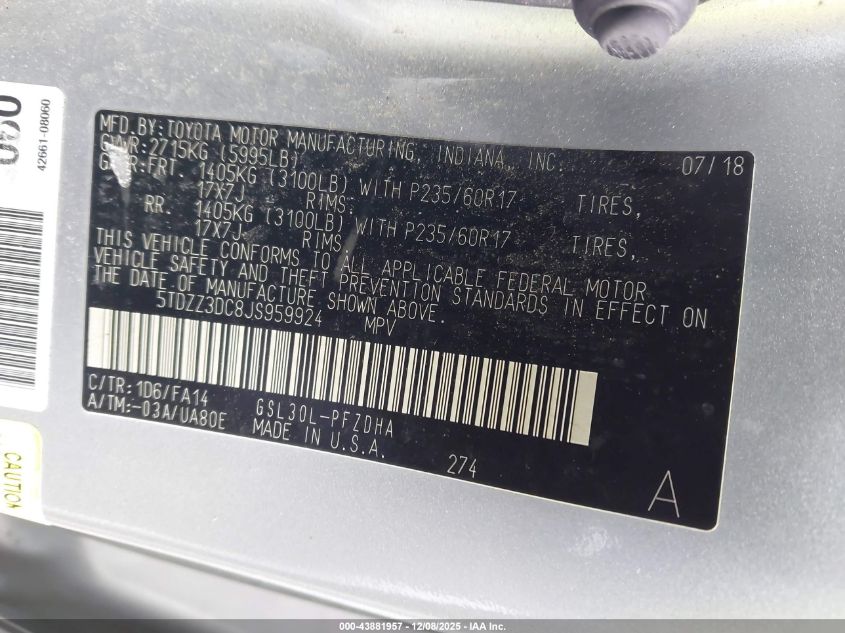 42661-08060
CAUTION
MFD.BY:TOYOTA MOTOR MANUFACTURING, INDIANA, INC. 07/18
GVWR:2715KG (5995LB)
GAWR:FRT. 1405KG (3100LB) WITH P235/60R17 TIRES,
17X7J RIMS,
RR. 1405KG (3100LB) WITH P235/60R17 TIRES,
17X7J RIMS,
THIS VEHICLE CONFORMS TO ALL APPLICABLE FEDERAL MOTOR
VEHICLE SAFETY AND THEFT PREVENTION STANDARDS IN EFFECT ON
THE DATE OF MANUFACTURE SHOWN ABOVE.
5TDZZ3DC8JS959924 MPV
C/TR:1D6/FA14
A/TM:-03A/UA80E GSL30L-PFZDHA
MADE IN U.S.A.
274
A
000-43881957 - 12/08/2025 - IAA Inc.